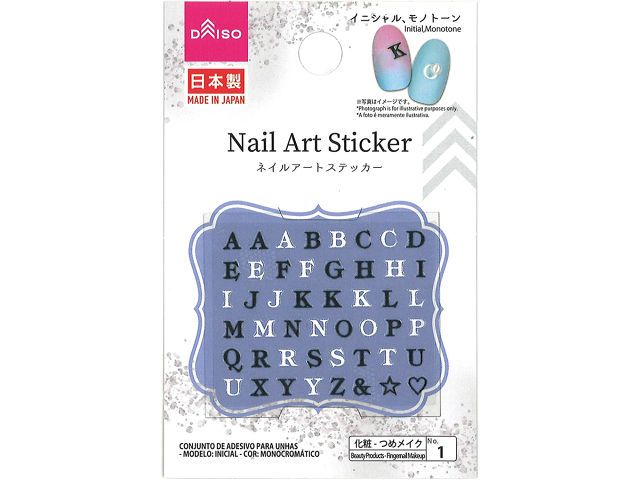 DAISO
日本製
MADE IN JAPAN
イニシャル、モノトーン
Initial,Monotone
K
※写真はイメージです。
*Photograph is for illustrative purposes only.
*A foto é meramente ilustrativa.
Nail Art Sticker
ネイルアートステッカー
A A A B B C C D
E E F F G H H I
I J J K K K L L
M M N N O O P P
Q R R S S T T U
U X Y Y Z & ☆ ♡
CONJUNTO DE ADESIVO PARA UNHAS
- MODELO: INICIAL - COR: MONOCROMÁTICO
化粧 - つめメイク
Beauty Products - Fingernail Makeup
No.
1